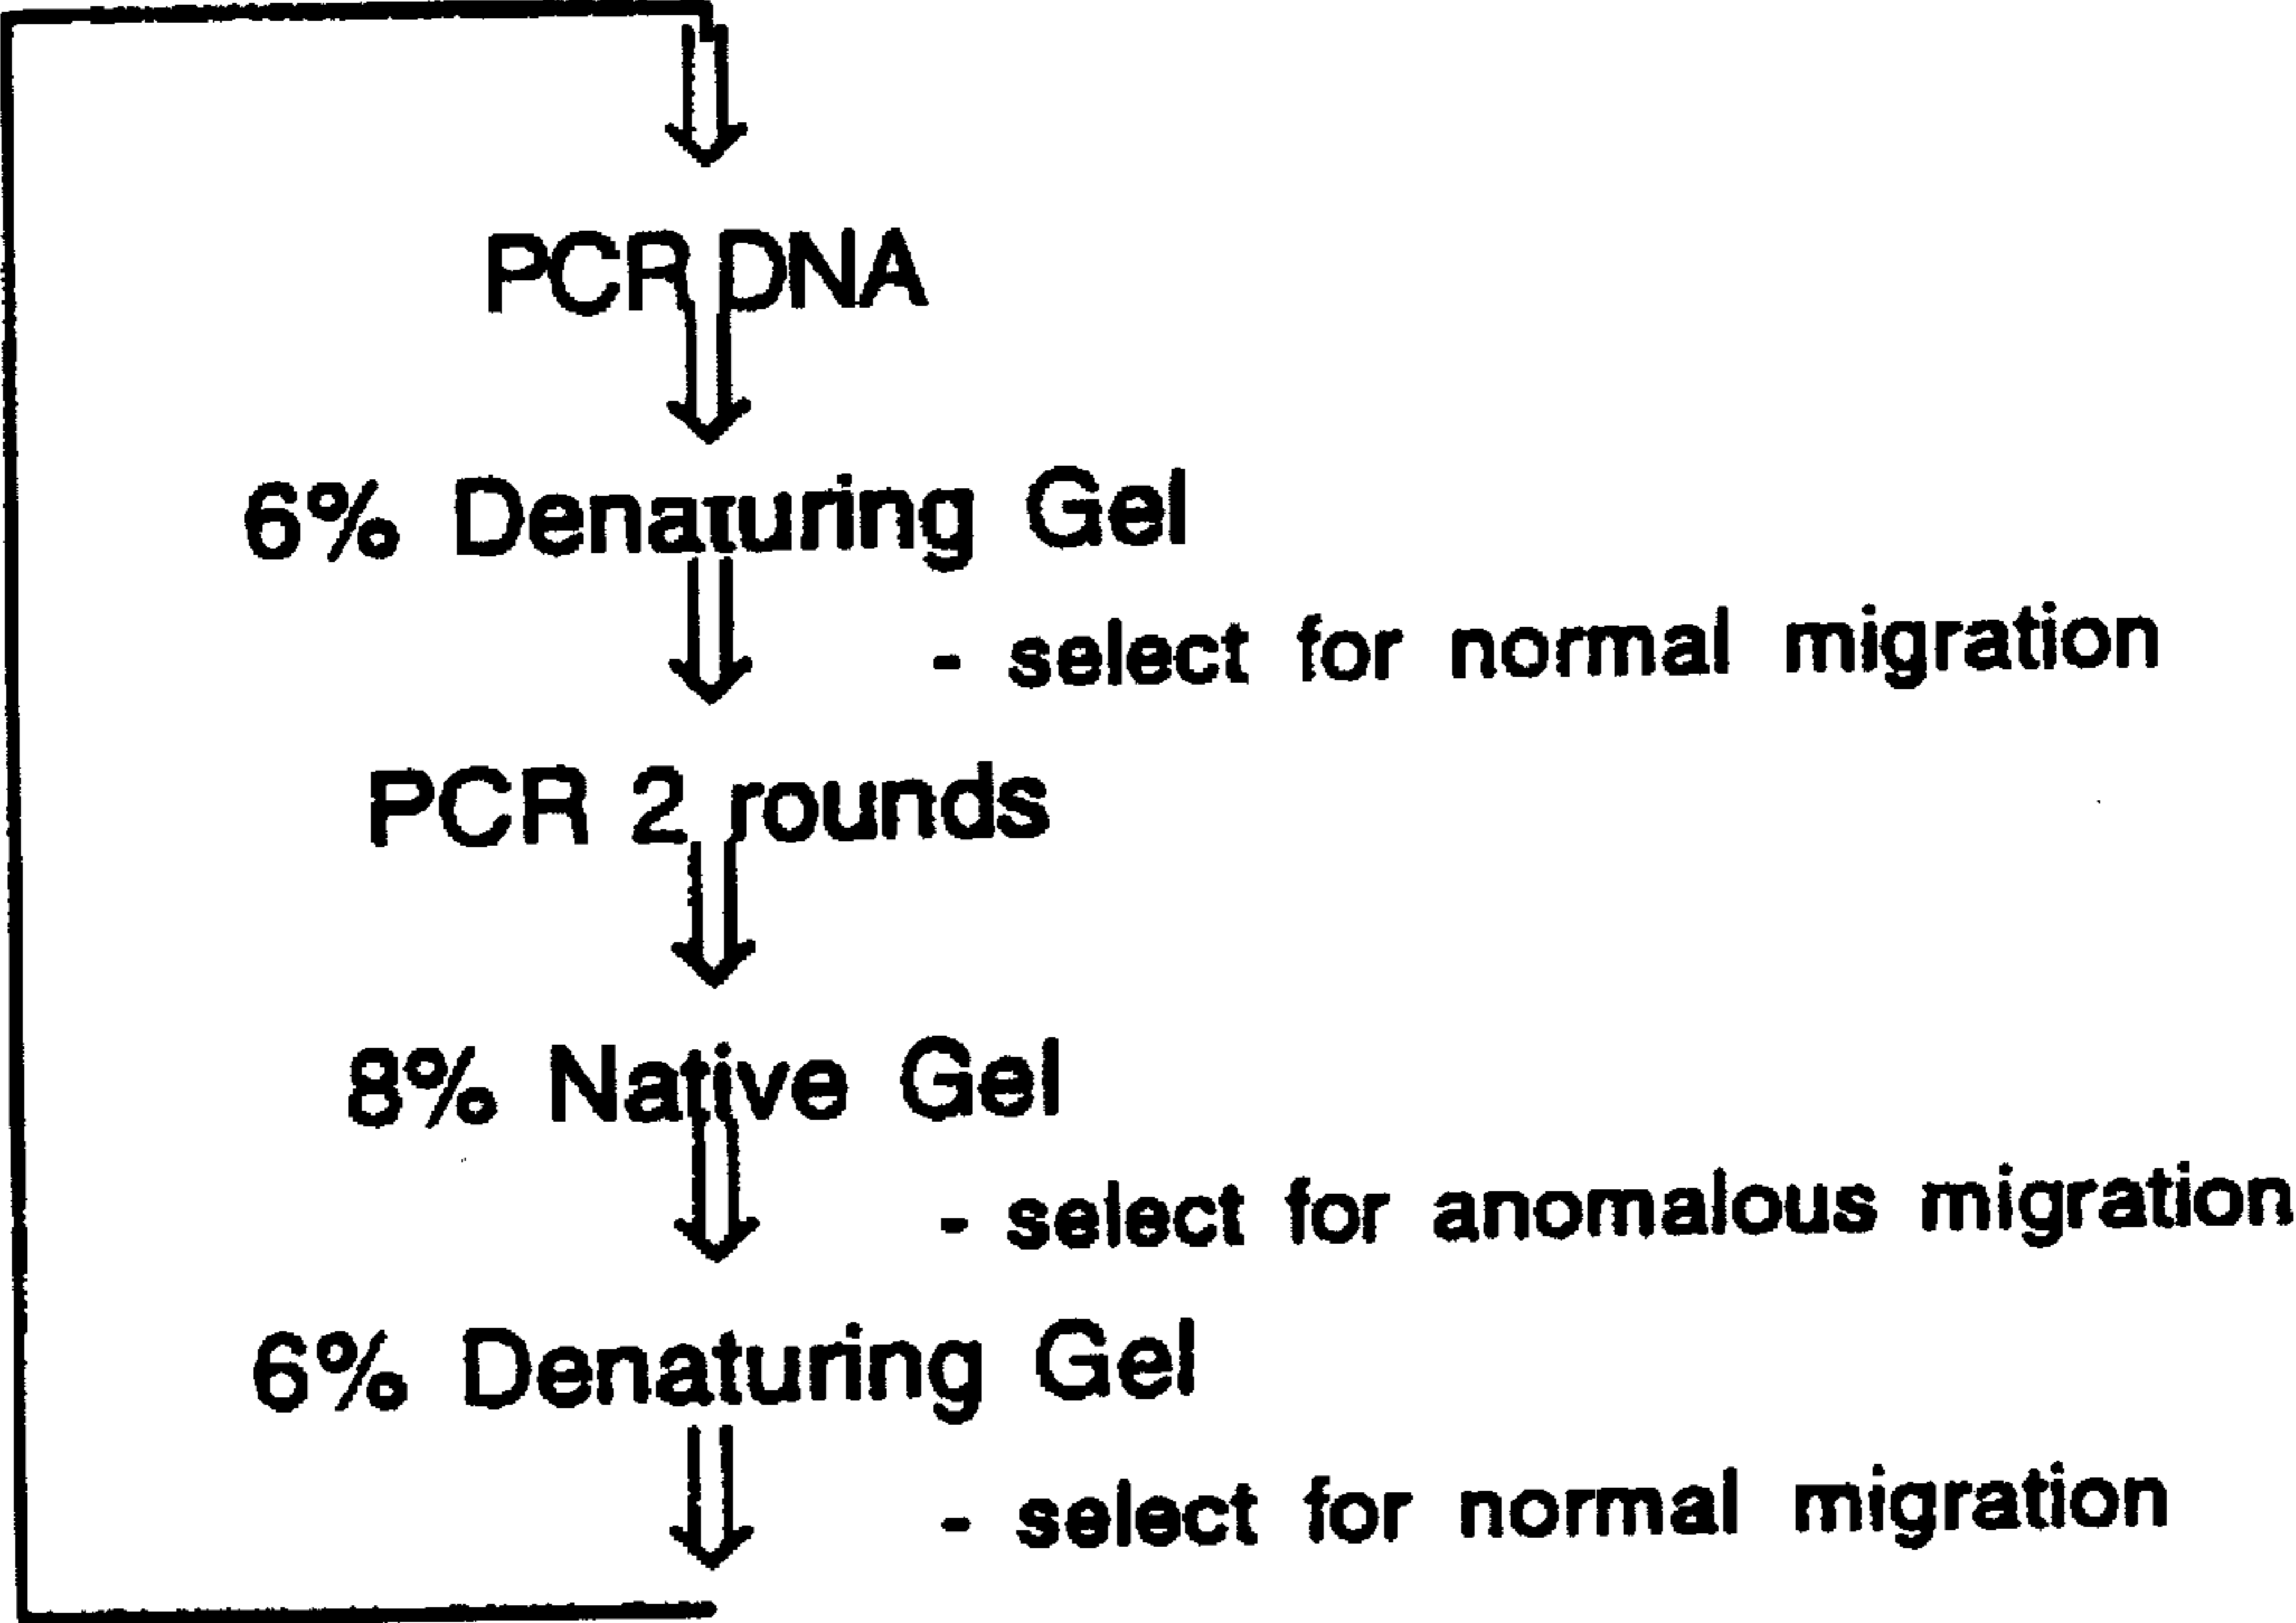 PCR DNA
6% Denaturing Gel
- select for normal migration
PCR 2 rounds
8% Native Gel
- select for anomalous migration
6% Denaturing Gel
- select for normal migration